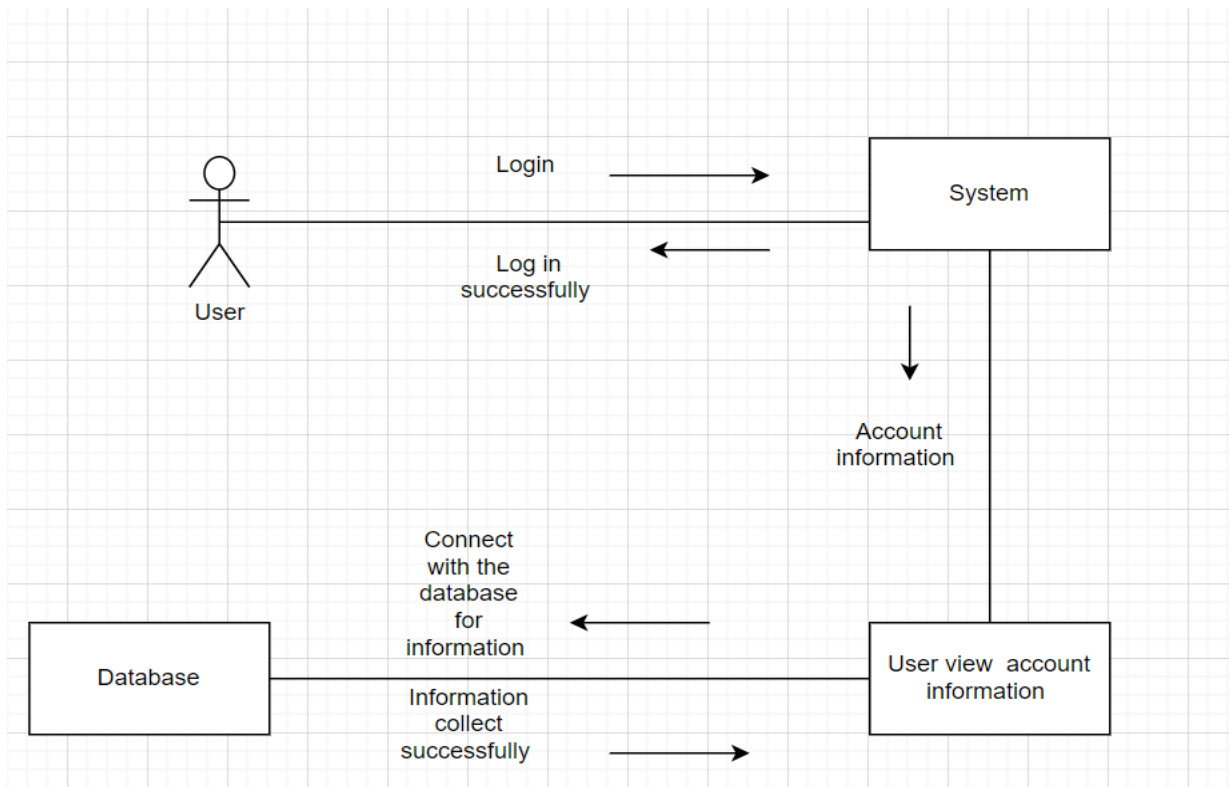 Login
System
Log in
successfully
User
Account
information
Connect
with the
database
for
information
Database
User view account
information
Information
collect
successfully